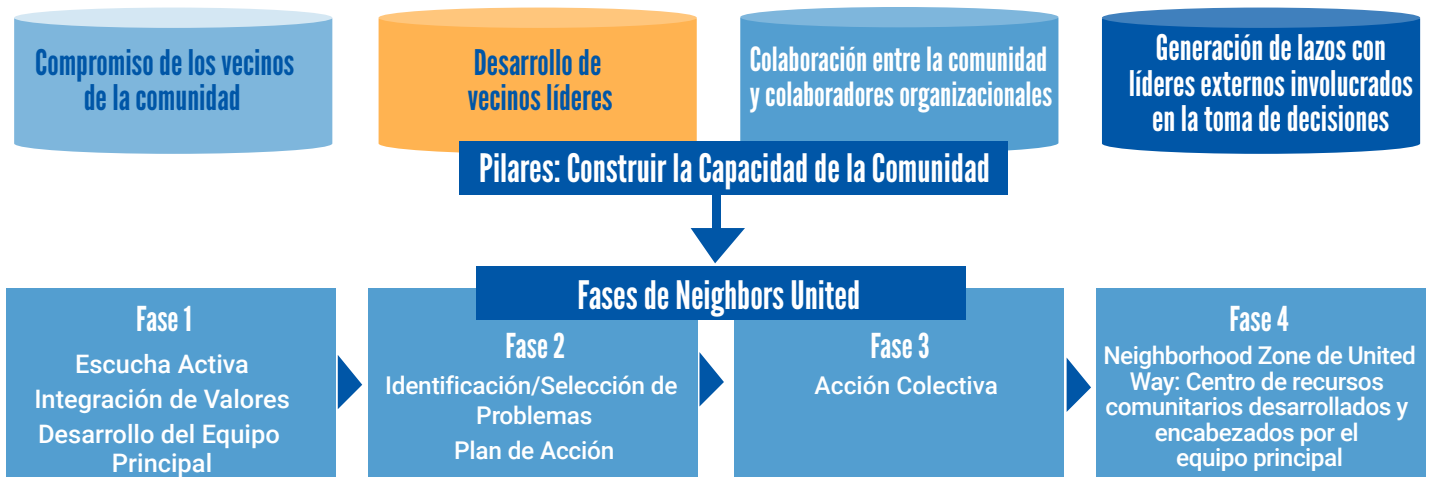 Compromiso de los vecinos
de la comunidad
Desarrollo de
vecinos líderes
Colaboración entre la comunidad
y colaboradores organizacionales
Generación de lazos con
líderes externos involucrados
en la toma de decisiones
Pilares: Construir la Capacidad de la Comunidad
Fases de Neighbors United
Fase 1
Escucha Activa
Integración de Valores
Desarrollo del Equipo
Principal
Fase 2
Identificación/Selección de
Problemas
Plan de Acción
Fase 3
Acción Colectiva
Fase 4
Neighborhood Zone de United
Way: Centro de recursos
comunitarios desarrollados y
encabezados por el
equipo principal